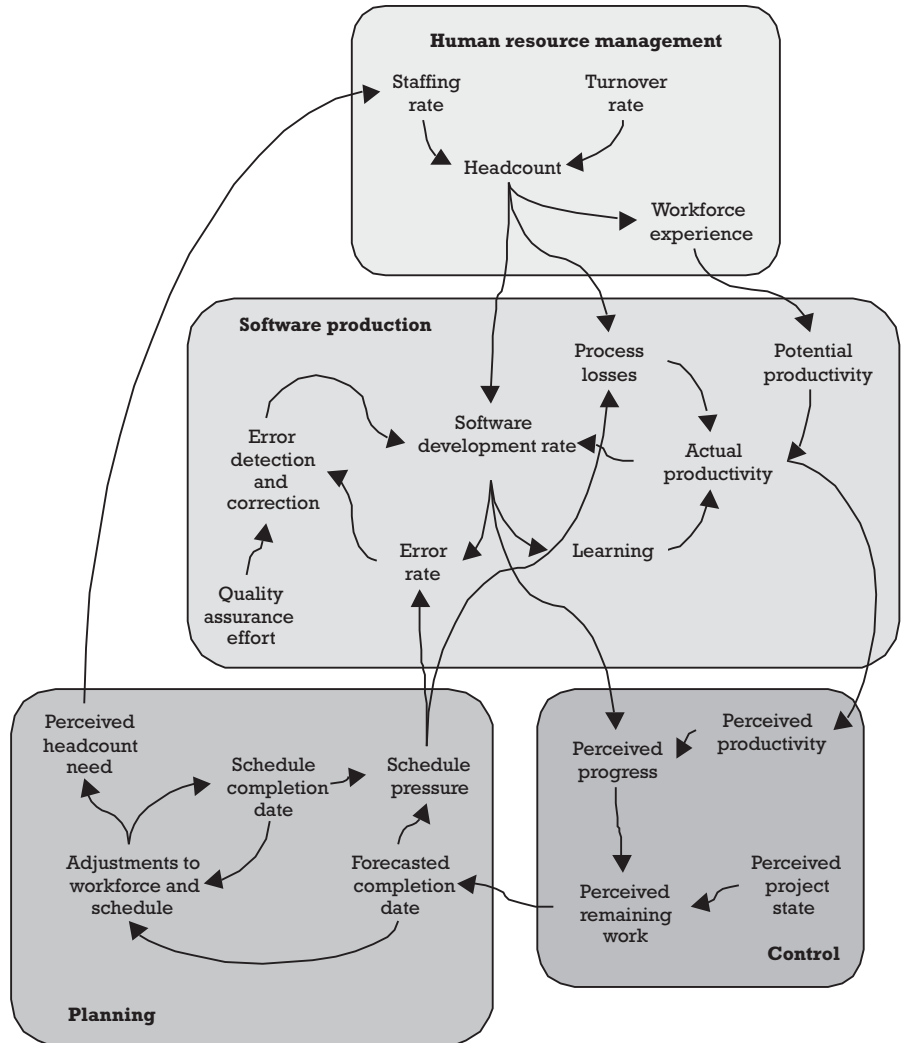 Human resource management
Staffing
rate
Turnover
rate
Headcount
Workforce
experience
Software production
Process
losses
Potential
productivity
Software
development rate
Error
detection
and
correction
Actual
productivity
Error
rate
Learning
Quality
assurance
effort
Perceived
headcount
need
Schedule
completion
date
Schedule
pressure
Adjustments to
workforce and
schedule
Forecasted
completion
date
Planning
Perceived
progress
Perceived
productivity
Perceived
remaining
work
Perceived
project
state
Control